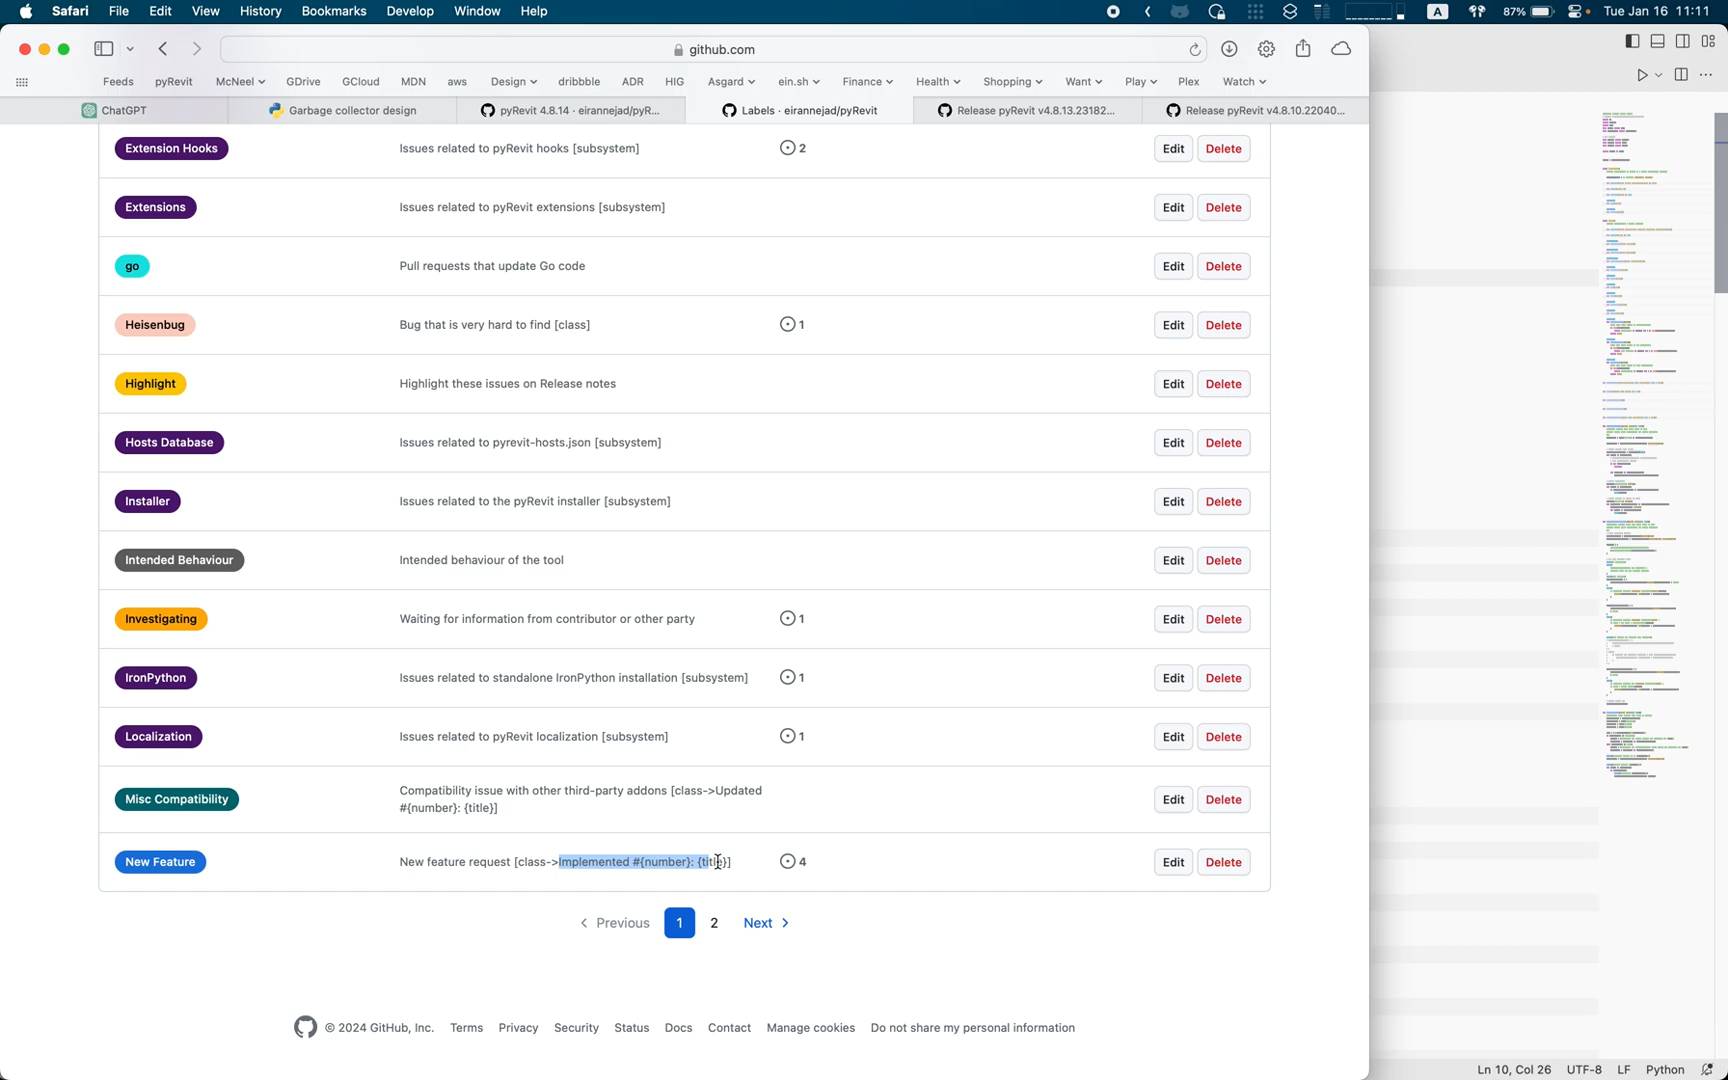 Safari File Edit View History Bookmarks Develop Window Help A 87% Tue Jan 16 11:11
github.com
Feeds pyRevit McNeel GDrive GCloud MDN aws Design dribbble ADR HIG Asgard ein.sh Finance Health Shopping Want Play Plex Watch
ChatGPT Garbage collector design pyRevit 4.8.14 · eirannejad/pyR... Labels · eirannejad/pyRevit Release pyRevit v4.8.13.23182... Release pyRevit v4.8.10.22040...
Extension Hooks Issues related to pyRevit hooks [subsystem] 2 Edit Delete
Extensions Issues related to pyRevit extensions [subsystem] Edit Delete
go Pull requests that update Go code Edit Delete
Heisenbug Bug that is very hard to find [class] 1 Edit Delete
Highlight Highlight these issues on Release notes Edit Delete
Hosts Database Issues related to pyrevit-hosts.json [subsystem] Edit Delete
Installer Issues related to the pyRevit installer [subsystem] Edit Delete
Intended Behaviour Intended behaviour of the tool Edit Delete
Investigating Waiting for information from contributor or other party 1 Edit Delete
IronPython Issues related to standalone IronPython installation [subsystem] 1 Edit Delete
Localization Issues related to pyRevit localization [subsystem] 1 Edit Delete
Misc Compatibility Compatibility issue with other third-party addons [class->Updated
#{number}: {title}] Edit Delete
New Feature New feature request [class->Implemented #{number}: {title}] 4 Edit Delete
Previous 1 2 Next
© 2024 GitHub, Inc. Terms Privacy Security Status Docs Contact Manage cookies Do not share my personal information
Ln 10, Col 26 UTF-8 LF Python